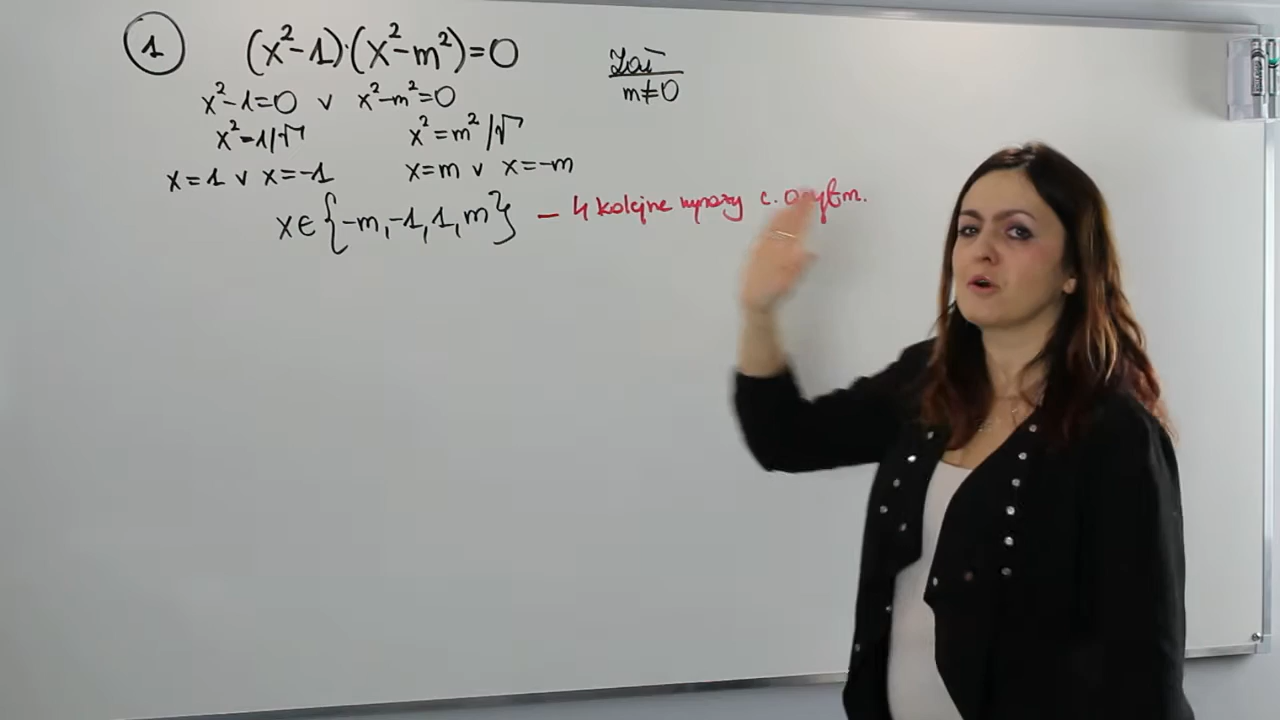 1 (x²-1)·(x²-m²)=0
Zał
m≠0
x²-1=0 v x²-m²=0
x²=1/√ x²=m²/√
x=1 v x=-1 x=m v x=-m
x∈{-m,-1,1,m} – 4 kolejne wyrazy c. arytm.